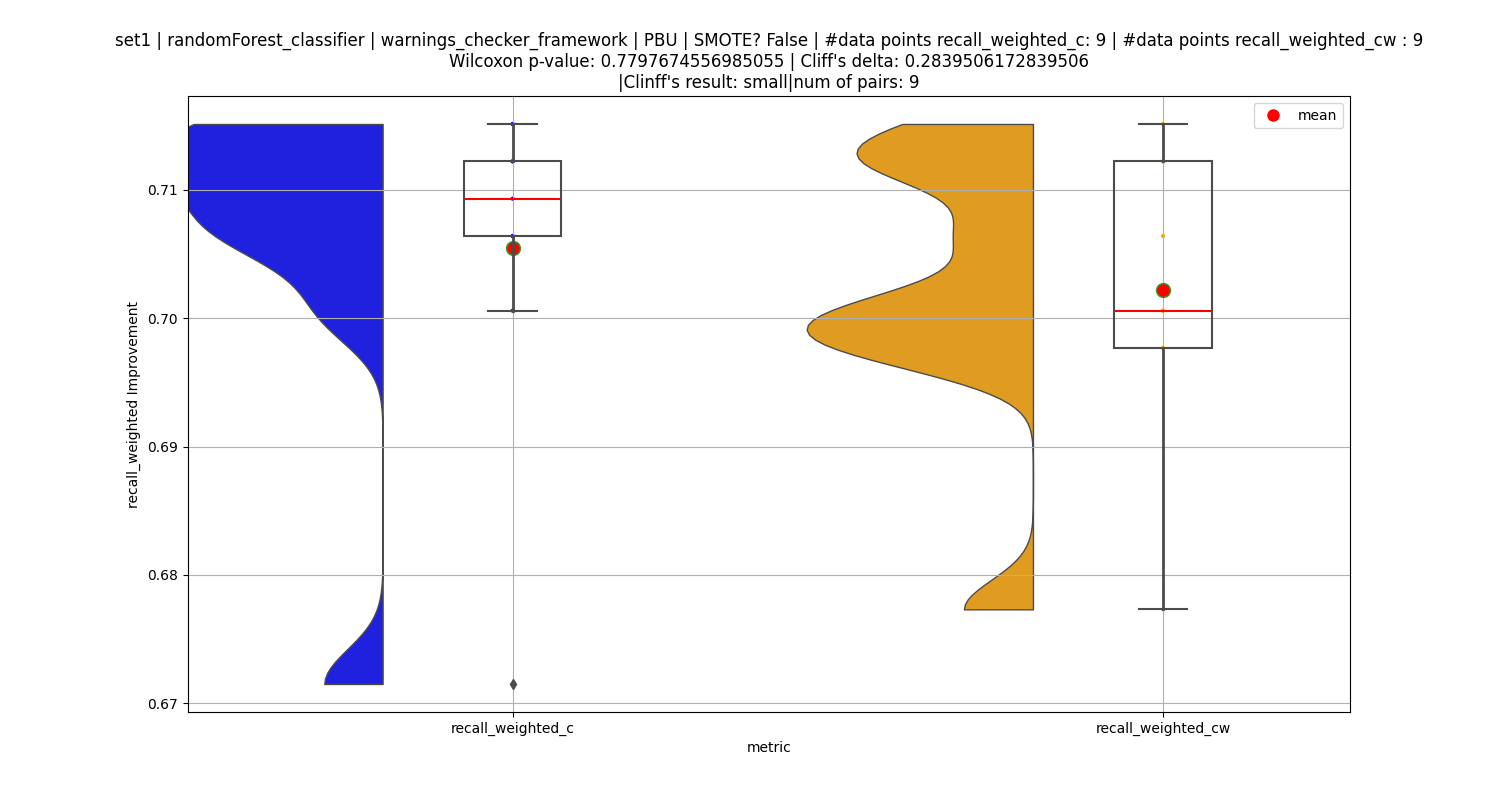 set1 | randomForest_classifier | warnings_checker_framework | PBU | SMOTE? False | #data points recall_weighted_c: 9 | #data points recall_weighted_cw : 9
Wilcoxon p-value: 0.7797674556985055 | Cliff's delta: 0.2839506172839506
|Clinff's result: small|num of pairs: 9
mean
0.71
0.70
0.69
0.68
0.67
recall_weighted Improvement
recall_weighted_c
recall_weighted_cw
metric